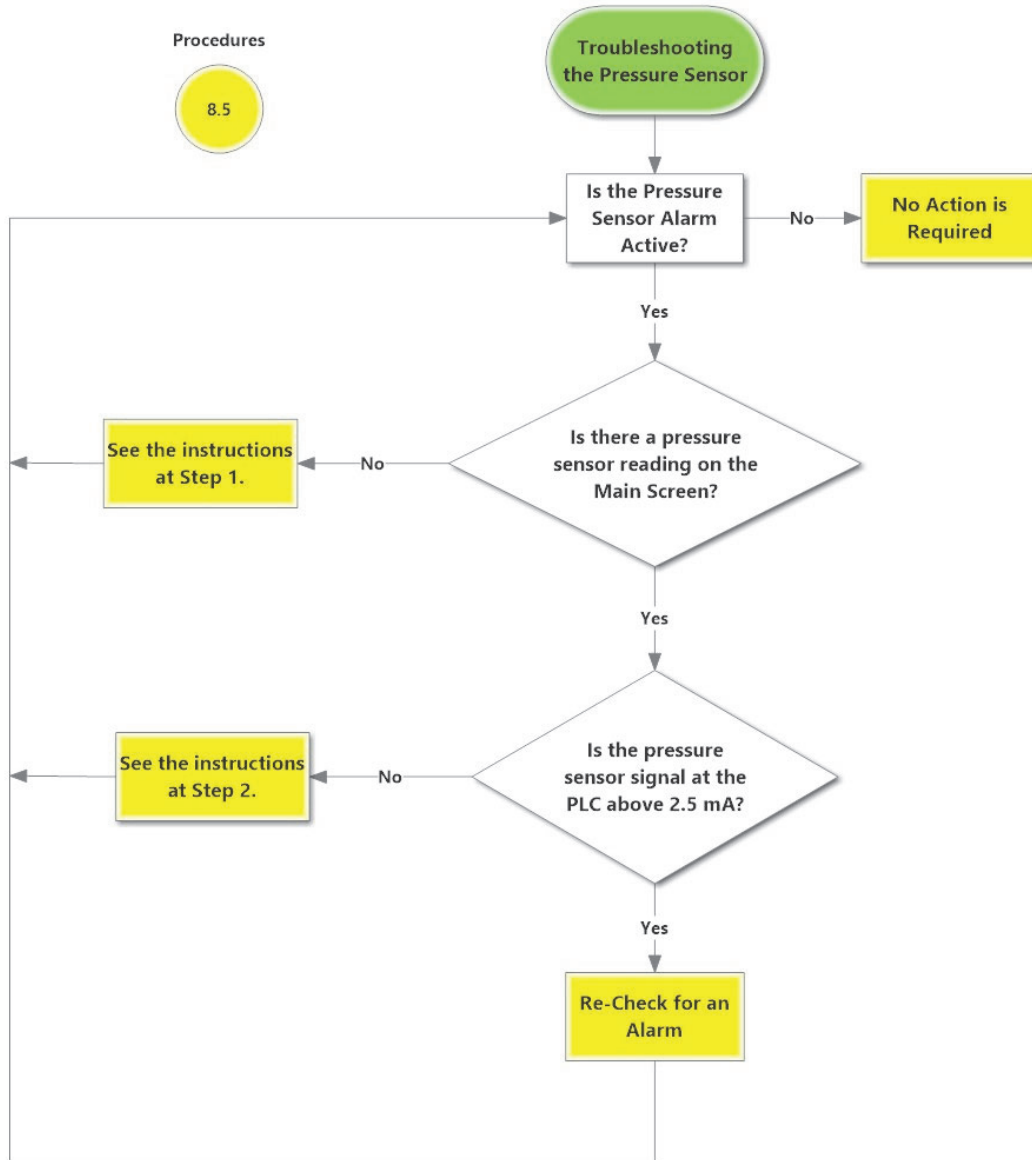 Procedures
8.5
Troubleshooting
the Pressure Sensor
Is the Pressure
Sensor Alarm
Active?
No
No Action is
Required
Yes
Is there a pressure
sensor reading on the
Main Screen?
No
See the instructions
at Step 1.
Yes
Is the pressure
sensor signal at the
PLC above 2.5 mA?
No
See the instructions
at Step 2.
Yes
Re-Check for an
Alarm